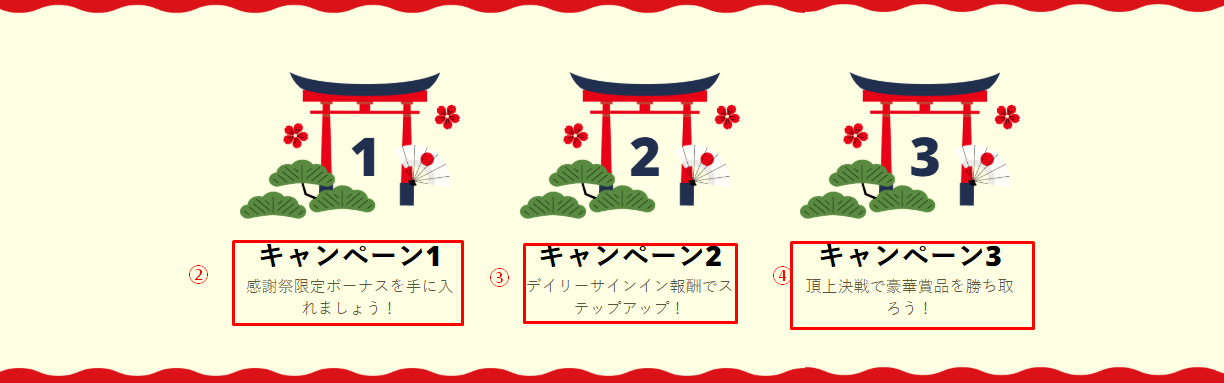 1
2
3
②
キャンペーン1
感謝祭限定ボーナスを手に入
れましょう！
③
キャンペーン2
デイリーサインイン報酬でス
テップアップ！
④
キャンペーン3
頂上決戦で豪華賞品を勝ち取
ろう！